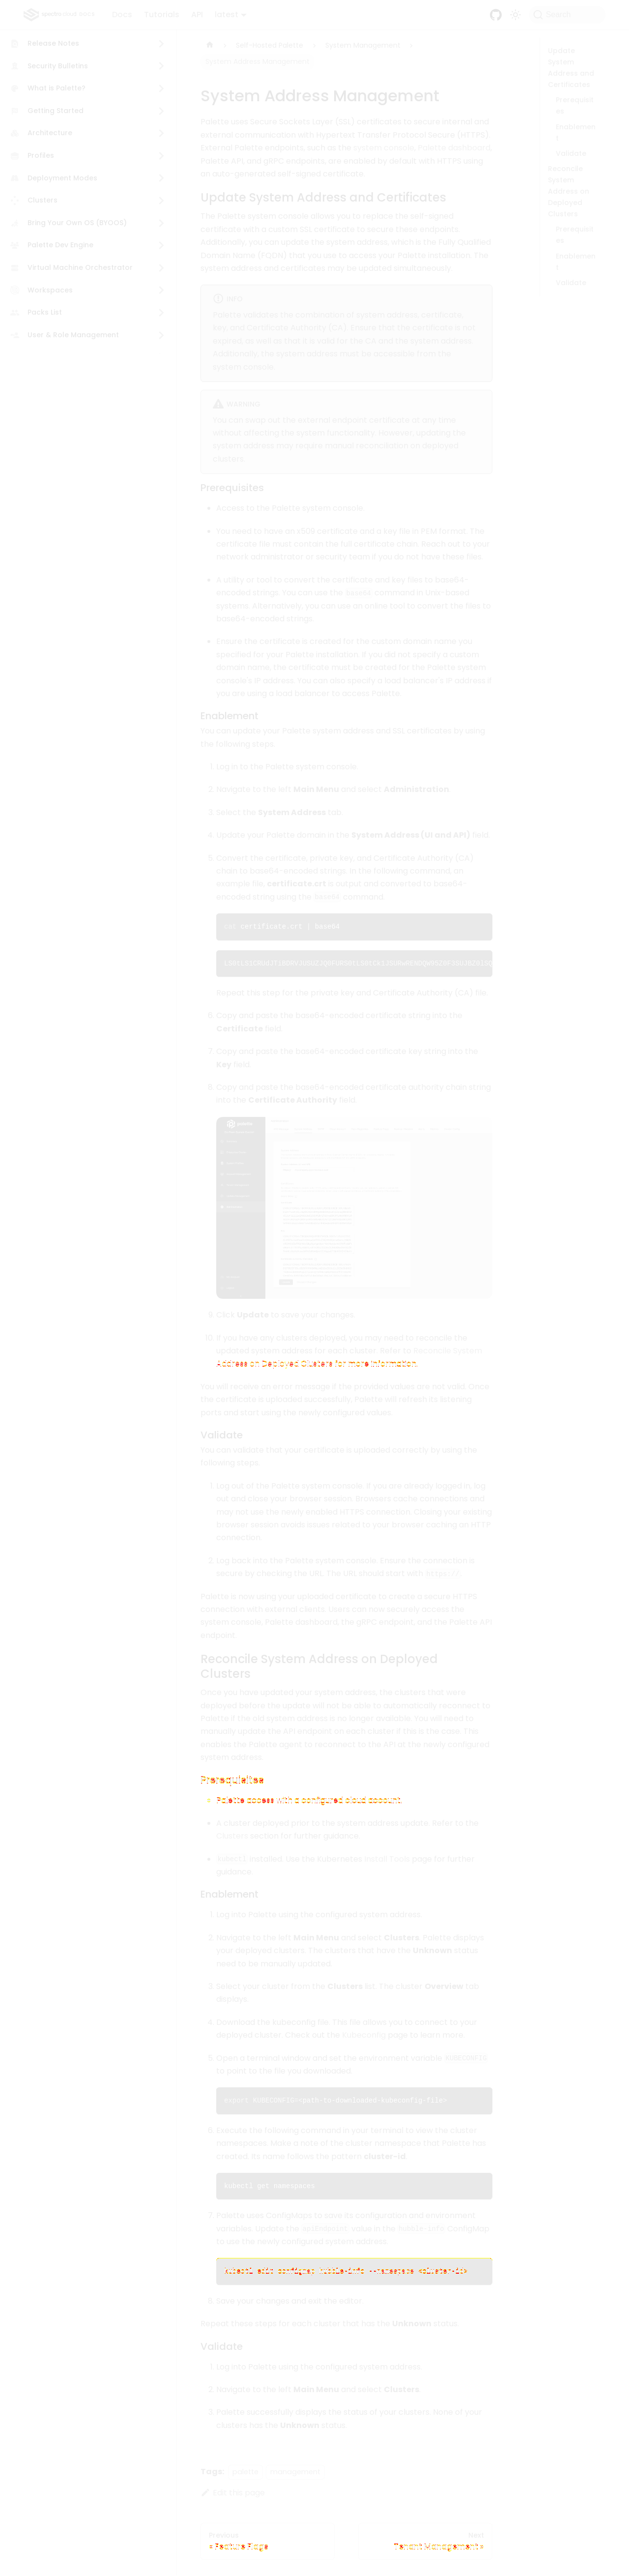 Docs Tutorials API latest Search
Release Notes
Security Bulletins
What is Palette?
Getting Started
Architecture
Profiles
Deployment Modes
Clusters
Bring Your Own OS (BYOOS)
Palette Dev Engine
Virtual Machine Orchestrator
Workspaces
Packs List
User & Role Management
Self-Hosted Palette System Management
System Address Management
System Address Management
Palette uses Secure Sockets Layer (SSL) certificates to secure internal and
external communication with Hypertext Transfer Protocol Secure (HTTPS).
External Palette endpoints, such as the system console, Palette dashboard,
Palette API, and gRPC endpoints, are enabled by default with HTTPS using
an auto-generated self-signed certificate.
Update System Address and Certificates
The Palette system console allows you to replace the self-signed
certificate with a custom SSL certificate to secure these endpoints.
Additionally, you can update the system address, which is the Fully Qualified
Domain Name (FQDN) that you use to access your Palette installation. The
system address and certificates may be updated simultaneously.
INFO
Palette validates the combination of system address, certificate,
key, and Certificate Authority (CA). Ensure that the certificate is not
expired, as well as that it is valid for the CA and the system address.
Additionally, the system address must be accessible from the
system console.
WARNING
You can swap out the external endpoint certificate at any time
without affecting the system functionality. However, updating the
system address may require manual reconciliation on deployed
clusters.
Prerequisites
Access to the Palette system console.
You need to have an x509 certificate and a key file in PEM format. The
certificate file must contain the full certificate chain. Reach out to your
network administrator or security team if you do not have these files.
A utility or tool to convert the certificate and key files to base64-
encoded strings. You can use the base64 command in Unix-based
systems. Alternatively, you can use an online tool to convert the files to
base64-encoded strings.
Ensure the certificate is created for the custom domain name you
specified for your Palette installation. If you did not specify a custom
domain name, the certificate must be created for the Palette system
console's IP address. You can also specify a load balancer's IP address if
you are using a load balancer to access Palette.
Enablement
You can update your Palette system address and SSL certificates by using
the following steps.
1. Log in to the Palette system console.
2. Navigate to the left Main Menu and select Administration.
3. Select the System Address tab.
4. Update your Palette domain in the System Address (UI and API) field.
5. Convert the certificate, private key, and Certificate Authority (CA)
certificate to base64-encoded strings. In the following command, an
example file, certificate.crt is output and converted to base64-
encoded string using the base64 command.
cat certificate.crt | base64
Repeat this step for the private key and Certificate Authority (CA) file.
6. Copy and paste the base64-encoded certificate string into the
Certificate field.
7. Copy and paste the base64-encoded certificate key string into the
Key field.
8. Copy and paste the base64-encoded certificate authority chain string
into the Certificate Authority field.
9. Click Update to save your changes.
10. If you have any clusters deployed, you may need to reconcile the
updated system address for each cluster. Refer to Reconcile System
Address on Deployed Clusters for more information.
You will receive an error message if the provided values are not valid. Once
the certificate is uploaded successfully, Palette will refresh its listening
ports and start using the newly configured values.
Validate
You can validate that your certificate is uploaded correctly by using the
following steps.
1. Log out of the Palette system console. If you are already logged in, log
out and close your browser session. Browsers cache connections and
may not use the newly enabled HTTPS connection. Closing your existing
browser session avoids issues related to your browser caching an HTTP
connection.
2. Log back into the Palette system console. Ensure the connection is
secure by checking the URL. The URL should start with https://.
Palette is now using your uploaded certificate to create a secure HTTPS
connection with external clients. Users can now securely access the
system console, Palette dashboard, the gRPC endpoint, and the Palette API
endpoint.
Reconcile System Address on Deployed
Clusters
Once you have updated your system address, the clusters that were
deployed before the update will not be able to automatically reconnect to
Palette if the old system address is no longer available. You will need to
manually update the API endpoint on each cluster if this is the case. This
enables the Palette agent to reconnect to the API at the newly configured
system address.
Prerequisites
Palette access with a configured cloud account.
A cluster deployed prior to the system address update. Refer to the
Clusters section for further guidance.
kubectl installed. Use the Kubernetes Install Tools page for further
guidance.
Enablement
1. Log into Palette using the configured system address.
2. Navigate to the left Main Menu and select Clusters. Palette displays
your deployed clusters. The clusters that have the Unknown status
need to be manually updated.
3. Select your cluster from the Clusters list. The cluster Overview tab
displays.
4. Download the kubeconfig file. This file allows you to connect to your
deployed cluster. Check out the Kubeconfig page to learn more.
5. Open a terminal window and set the environment variable KUBECONFIG
to point to the file you downloaded.
export KUBECONFIG=<path-to-downloaded-kubeconfig-file>
6. Execute the following command in your terminal to view the cluster
namespaces. Make a note of the cluster namespace that Palette has
created. Its name follows the pattern cluster-id.
kubectl get namespaces
7. Palette uses ConfigMaps to save its configuration and environment
variables. Update the apiEndpoint value in the hubble-info ConfigMap
to use the newly configured system address.
kubectl edit configmap hubble-info --namespace <cluster-id>
8. Save your changes and exit the editor.
Repeat these steps for each cluster that has the Unknown status.
Validate
1. Log into Palette using the configured system address.
2. Navigate to the left Main Menu and select Clusters.
3. Palette successfully displays the status of your clusters. None of your
clusters has the Unknown status.
Tags: palette management
Edit this page
Previous
« Feature Flags
Next
Tenant Management »
Update
System
Address and
Certificates
Prerequisit
es
Enablemen
t
Validate
Reconcile
System
Address on
Deployed
Clusters
Prerequisit
es
Enablemen
t
Validate